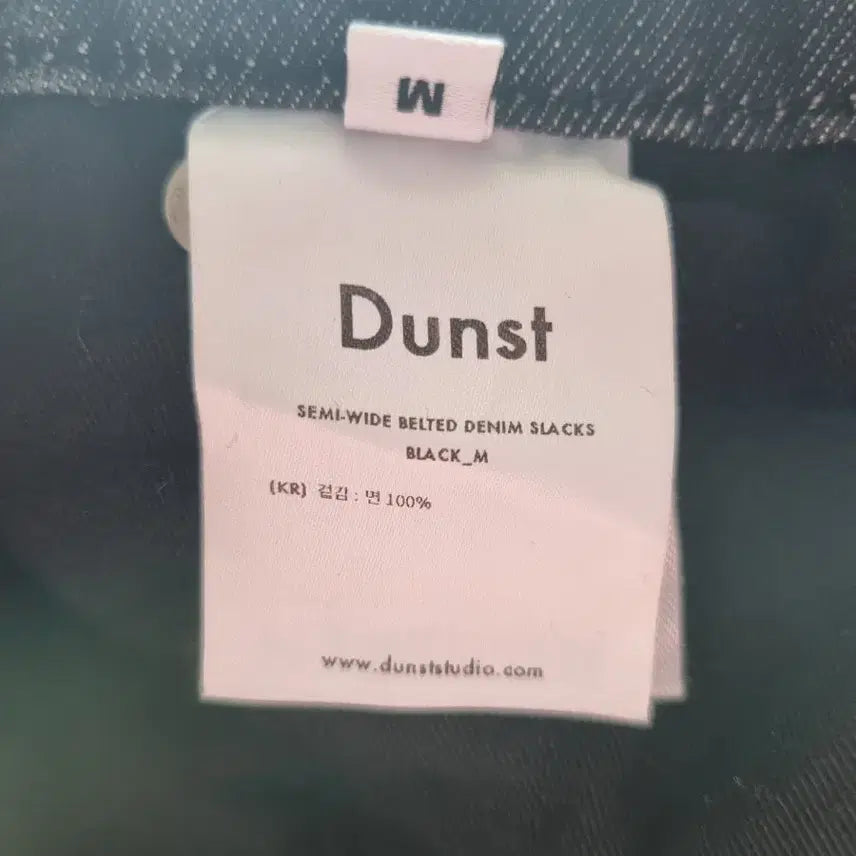 M
Dunst
SEMI-WIDE BELTED DENIM SLACKS
BLACK_M
(KR) 겉감 : 면 100%
www.dunststudio.com